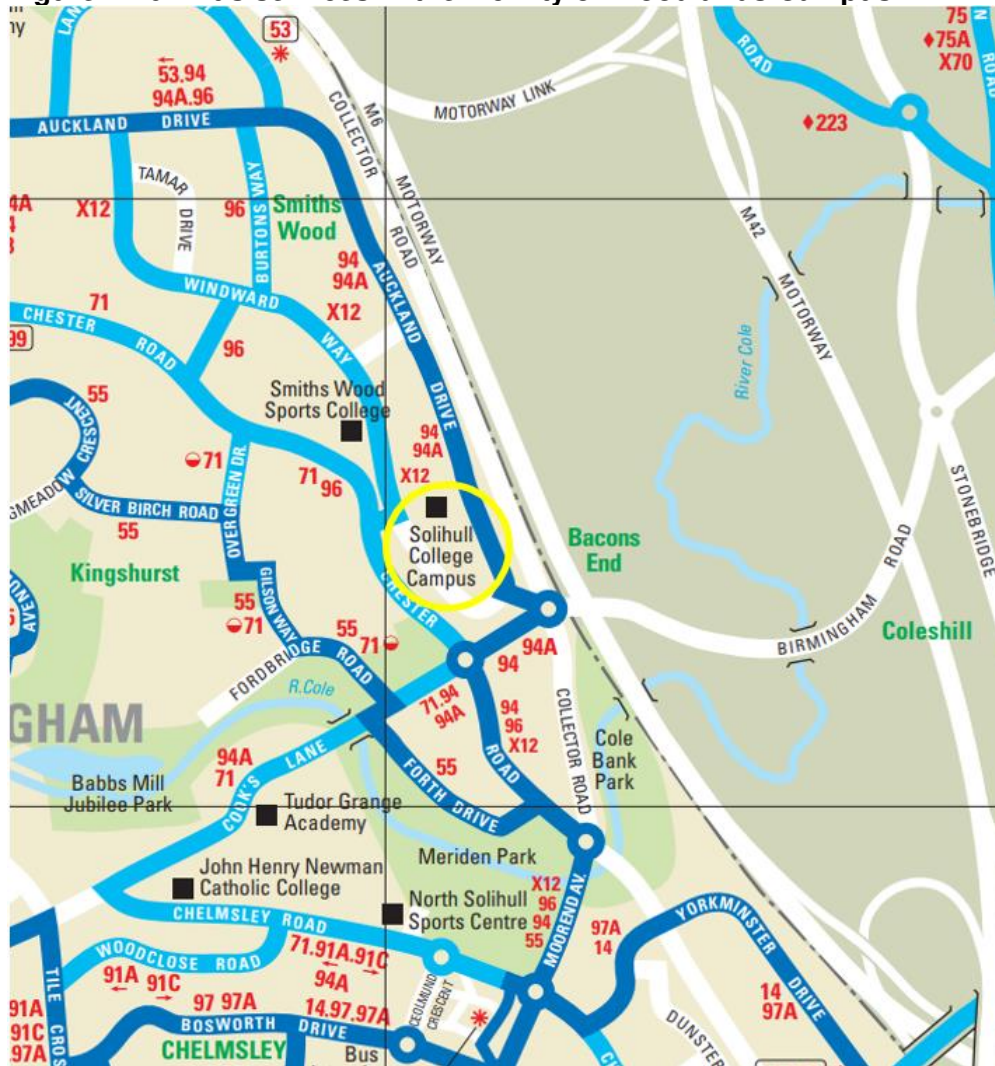 53
75
75A
X70
ROAD
ROAD
53.94
94A.96
AUCKLAND DRIVE
M6
COLLECTOR
MOTORWAY LINK
223
TAMAR
DRIVE
X12
96
BURTONS WAY
Smiths
Wood
MOTORWAY
ROAD
M42
MOTORWAY
94
94A
AUCKLAND
X12
WINDWARD
WAY
71
CHESTER
ROAD
99
96
River Cole
DRIVE
55
CRESCENT
Smiths Wood
Sports College
94
94A
X12
71
OVER GREEN DR.
71 96
SILVER BIRCH ROAD
55
STONEBRIDGE
Solihull
College
Campus
Bacons
End
ROAD
Kingshurst
CHESTER
GILSON WAY
55
71
55
71
BIRMINGHAM
Coleshill
FORDBRIDGE
ROAD
94A
94
R.Cole
71.94
94A
COLLECTOR ROAD
94
96
X12
ROAD
Cole
Bank
Park
94A
71
LANE
55
Babbs Mill
Jubilee Park
COOK'S
FORTH DRIVE
Tudor Grange
Academy
Meriden Park
John Henry Newman
Catholic College
North Solihull
Sports Centre
X12
96
94
55
MOOREND AV.
97A
14
YORKMINSTER
DRIVE
CHELMSLEY ROAD
71.91A.91C
94A
WOODCLOSE ROAD
91A
91C
CEOLMUND
CRESCENT
14
97A
TILE CROS
91A
91C
97A
97 97A
14.97.97A
BOSWORTH DRIVE
CHELMSLEY
Bus
DUNSTER